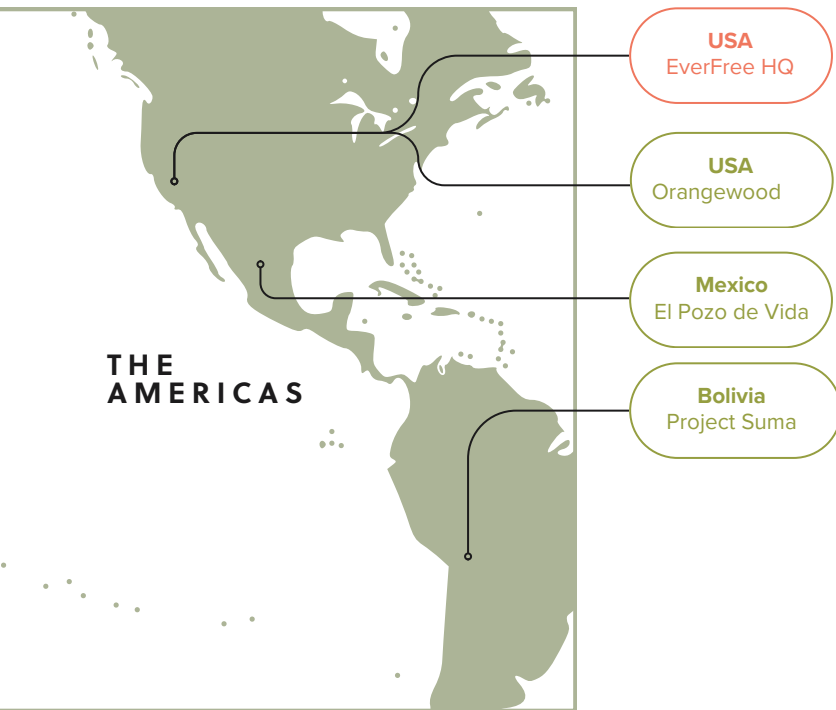 USA
EverFree HQ
USA
Orangewood
Mexico
El Pozo de Vida
THE
AMERICAS
Bolivia
Project Suma